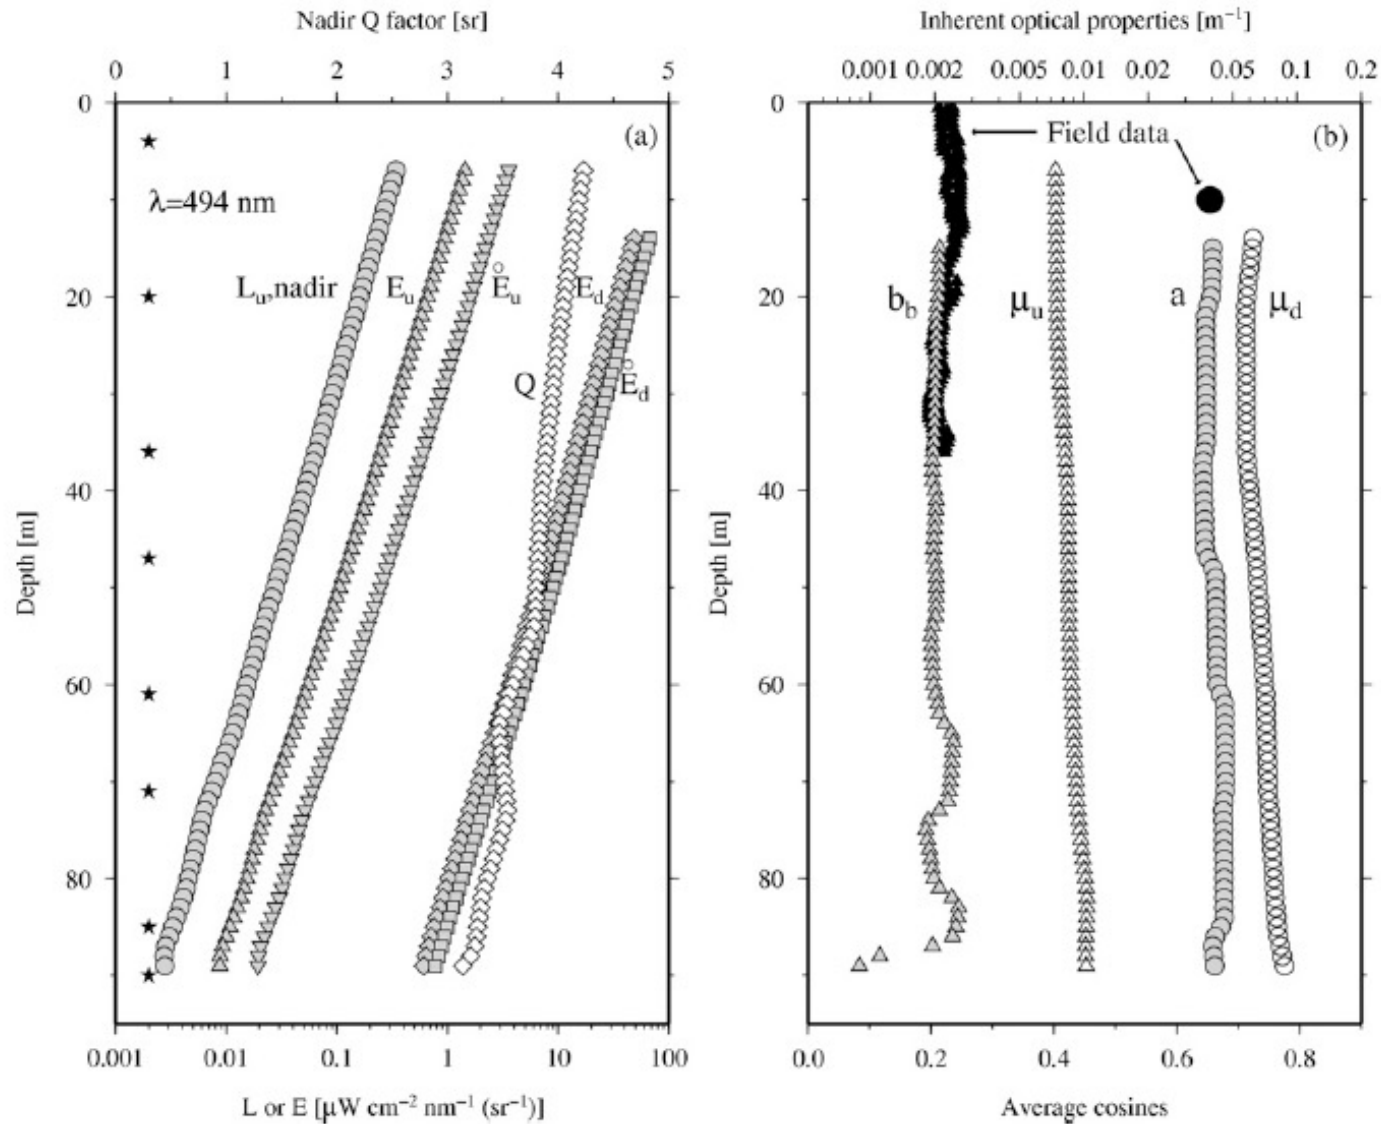 Nadir Q factor [sr]
0 1 2 3 4 5
0
20
40
60
80
Depth [m]
(a)
λ=494 nm
Lu,nadir
Eu
E̊u
Ed
Q
E̊d
0.001 0.01 0.1 1 10 100
L or E [μW cm⁻² nm⁻¹ (sr⁻¹)]
Inherent optical properties [m⁻¹]
0.001 0.002 0.005 0.01 0.02 0.05 0.1 0.2
0
20
40
60
80
Depth [m]
Field data
(b)
bb
μu
a
μd
0.0 0.2 0.4 0.6 0.8
Average cosines